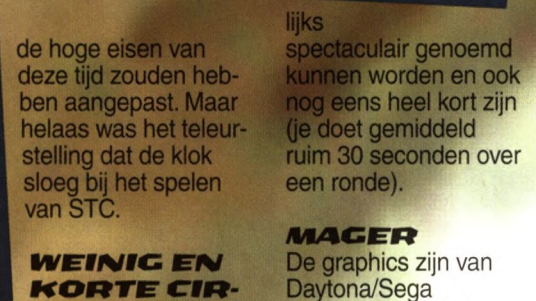 de hoge eisen van
deze tijd zouden heb-
ben aangepast. Maar
helaas was het teleur-
stelling dat de klok
sloeg bij het spelen
van STC.
WEINIG EN
KORTE CIR-
lijks
spectaculair genoemd
kunnen worden en ook
nog eens heel kort zijn
(je doet gemiddeld
ruim 30 seconden over
een ronde).
MAGER
De graphics zijn van
Daytona/Sega